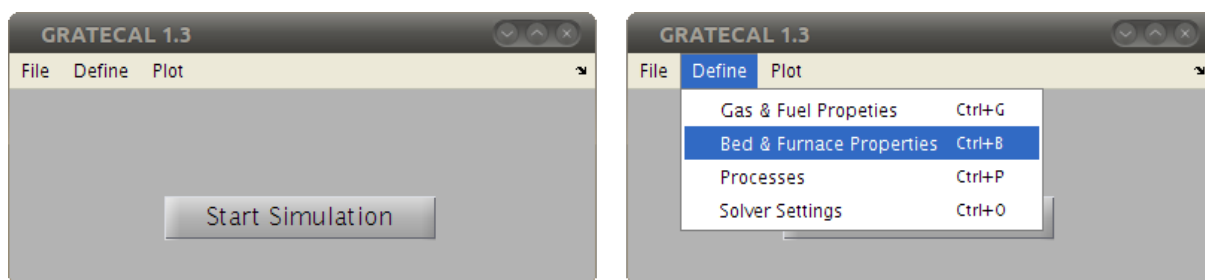 GRATECAL 1.3
File Define Plot
Start Simulation
GRATECAL 1.3
File Define Plot
Gas & Fuel Propeties Ctrl+G
Bed & Furnace Properties Ctrl+B
Processes Ctrl+P
Solver Settings Ctrl+O